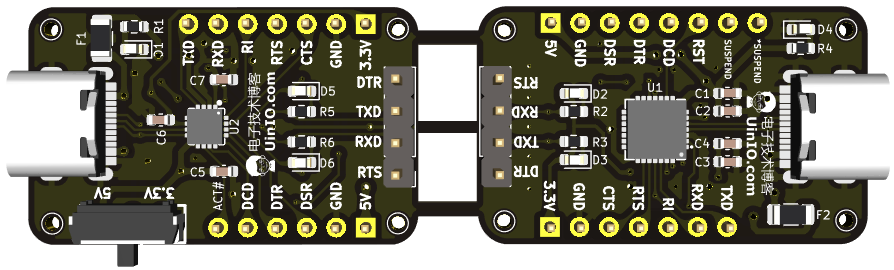 F1
R1
D1
TXD
RXD
RI
RTS
CTS
GND
3.3V
C7
C6
C5
U2
电子技术博客
UinIO.com
D5
R5
R6
D6
DTR
TXD
RXD
RTS
5V
3.3V
ACT#
DCD
DTR
DSR
GND
5V
5V
GND
DSR
DTR
DCD
RST
SUSPEND
*SUSPEND
D4
R4
RTS
RXD
TXD
DTR
D2
R2
R3
D3
U1
C1
C2
C4
C3
电子技术博客
UinIO.com
3.3V
GND
CTS
RTS
RI
RXD
TXD
F2